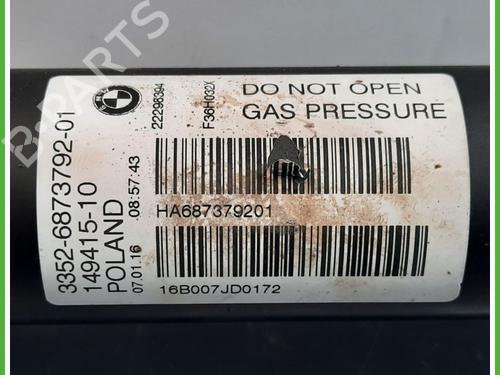 BMW
DO NOT OPEN
GAS PRESSURE
22298394
F36H032X
HA687379201
16B007JD0172
3352-6873792-01
149415-10
POLAND
07.01.16
08:57:43
B-PARTS